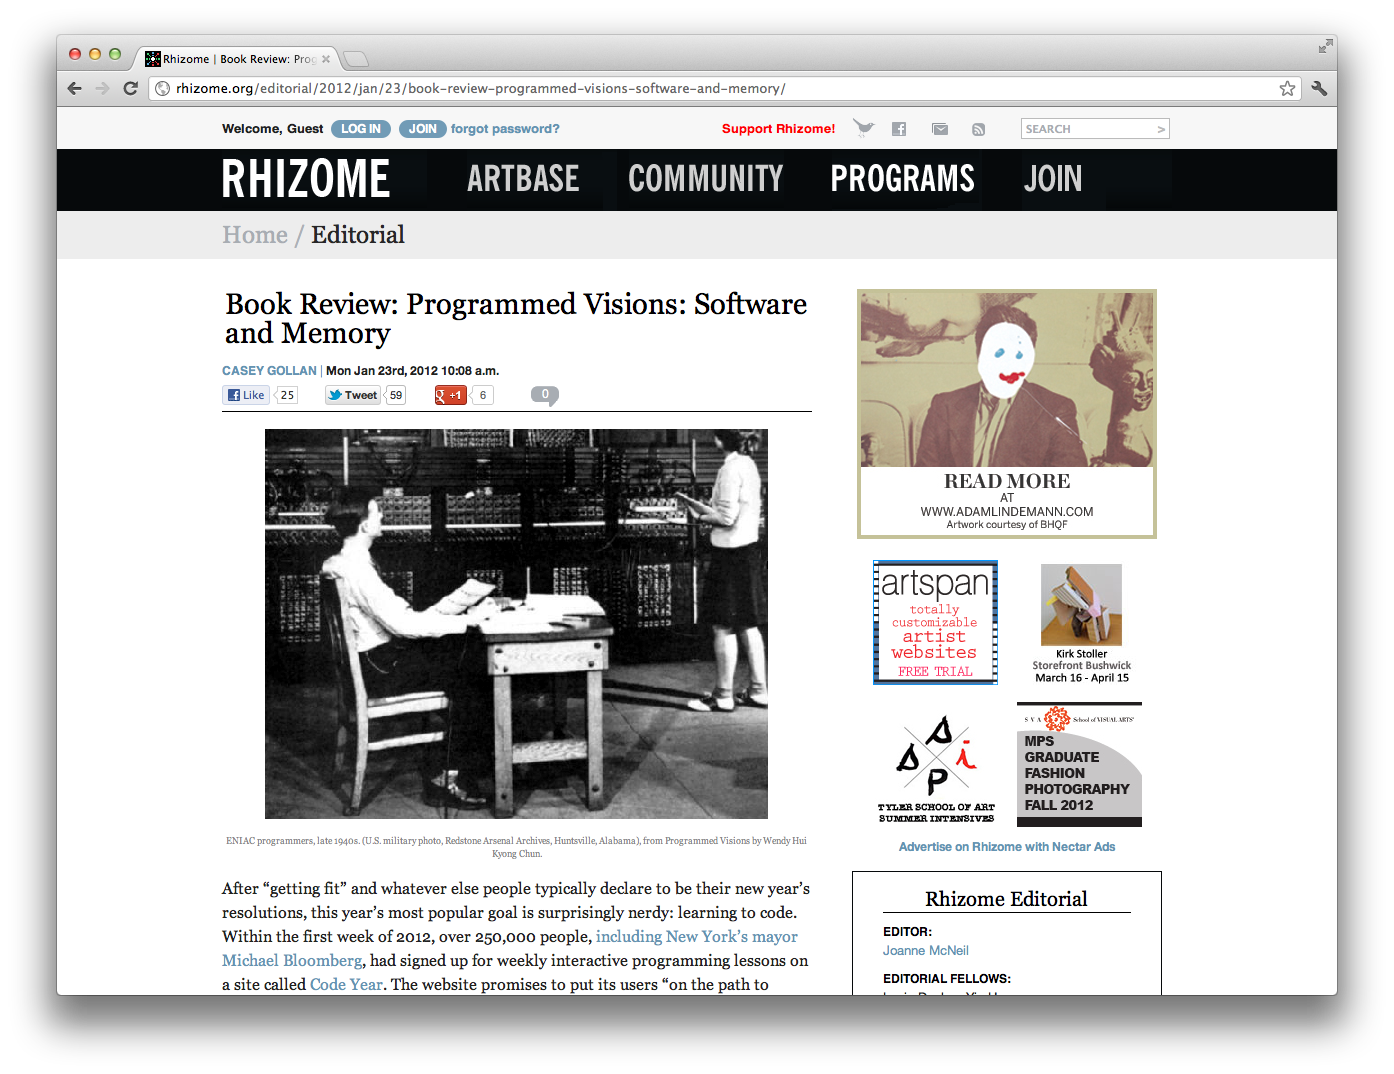 Rhizome | Book Review: Prog
rhizome.org/editorial/2012/jan/23/book-review-programmed-visions-software-and-memory/
Welcome, Guest LOG IN JOIN forgot password?
Support Rhizome!
SEARCH >
RHIZOME ARTBASE COMMUNITY PROGRAMS JOIN
Home / Editorial
Book Review: Programmed Visions: Software
and Memory
CASEY GOLLAN | Mon Jan 23rd, 2012 10:08 a.m.
Like 25 Tweet 59 +1 6 0
ENIAC programmers, late 1940s. (U.S. military photo, Redstone Arsenal Archives, Huntsville, Alabama), from Programmed Visions by Wendy Hui
Kyong Chun.
After “getting fit” and whatever else people typically declare to be their new year’s
resolutions, this year’s most popular goal is surprisingly nerdy: learning to code.
Within the first week of 2012, over 250,000 people, including New York’s mayor
Michael Bloomberg, had signed up for weekly interactive programming lessons on
a site called Code Year. The website promises to put its users “on the path to
READ MORE
AT
WWW.ADAMLINDEMANN.COM
Artwork courtesy of BHQF
artspan
totally
customizable
artist
websites
FREE TRIAL
Kirk Stoller
Storefront Bushwick
March 16 - April 15
s s p i
TYLER SCHOOL OF ART
SUMMER INTENSIVES
S V A School of VISUAL ARTS
MPS
GRADUATE
FASHION
PHOTOGRAPHY
FALL 2012
Advertise on Rhizome with Nectar Ads
Rhizome Editorial
EDITOR:
Joanne McNeil
EDITORIAL FELLOWS: